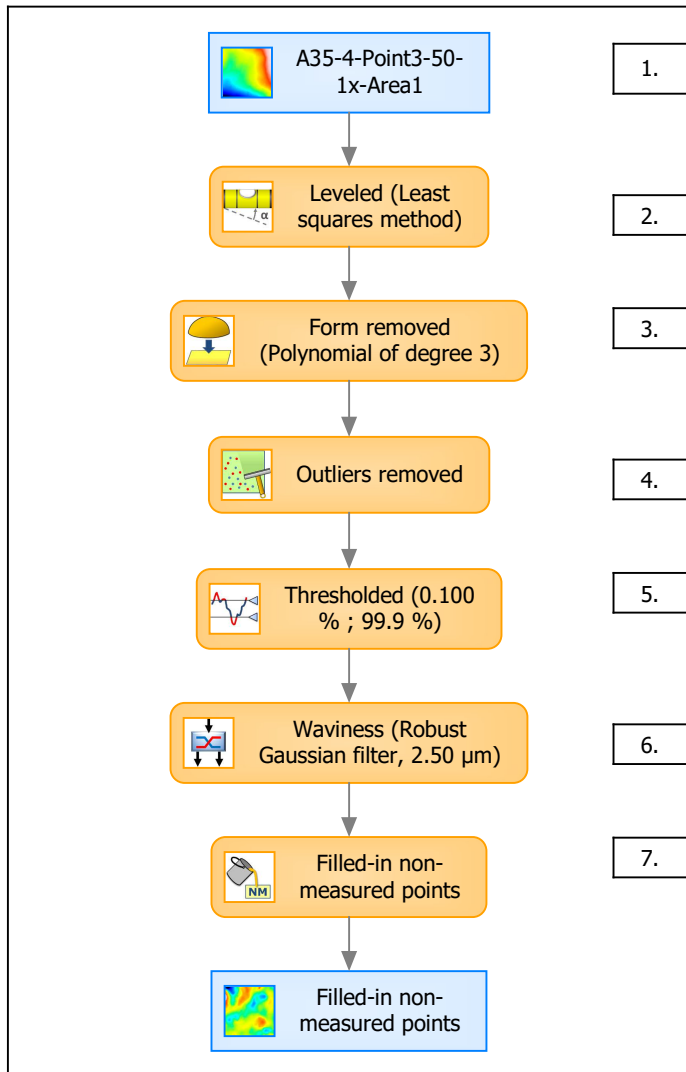 A35-4-Point3-50-
1x-Area1
1.
α
Leveled (Least
squares method)
2.
Form removed
(Polynomial of degree 3)
3.
Outliers removed
4.
Thresholded (0.100
% ; 99.9 %)
5.
Waviness (Robust
Gaussian filter, 2.50 µm)
6.
NM
Filled-in non-
measured points
7.
Filled-in non-
measured points